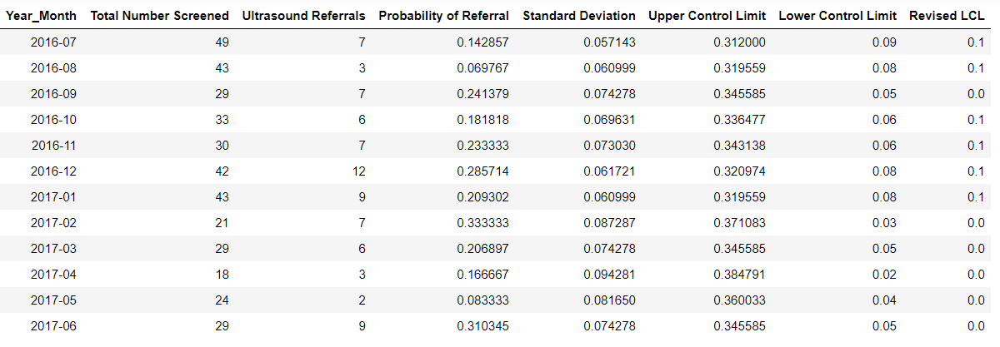 Year_Month Total Number Screened Ultrasound Referrals Probability of Referral Standard Deviation Upper Control Limit Lower Control Limit Revised LCL
2016-07 49 7 0.142857 0.057143 0.312000 0.09 0.1
2016-08 43 3 0.069767 0.060999 0.319559 0.08 0.1
2016-09 29 7 0.241379 0.074278 0.345585 0.05 0.0
2016-10 33 6 0.181818 0.069631 0.336477 0.06 0.1
2016-11 30 7 0.233333 0.073030 0.343138 0.06 0.1
2016-12 42 12 0.285714 0.061721 0.320974 0.08 0.1
2017-01 43 9 0.209302 0.060999 0.319559 0.08 0.1
2017-02 21 7 0.333333 0.087287 0.371083 0.03 0.0
2017-03 29 6 0.206897 0.074278 0.345585 0.05 0.0
2017-04 18 3 0.166667 0.094281 0.384791 0.02 0.0
2017-05 24 2 0.083333 0.081650 0.360033 0.04 0.0
2017-06 29 9 0.310345 0.074278 0.345585 0.05 0.0